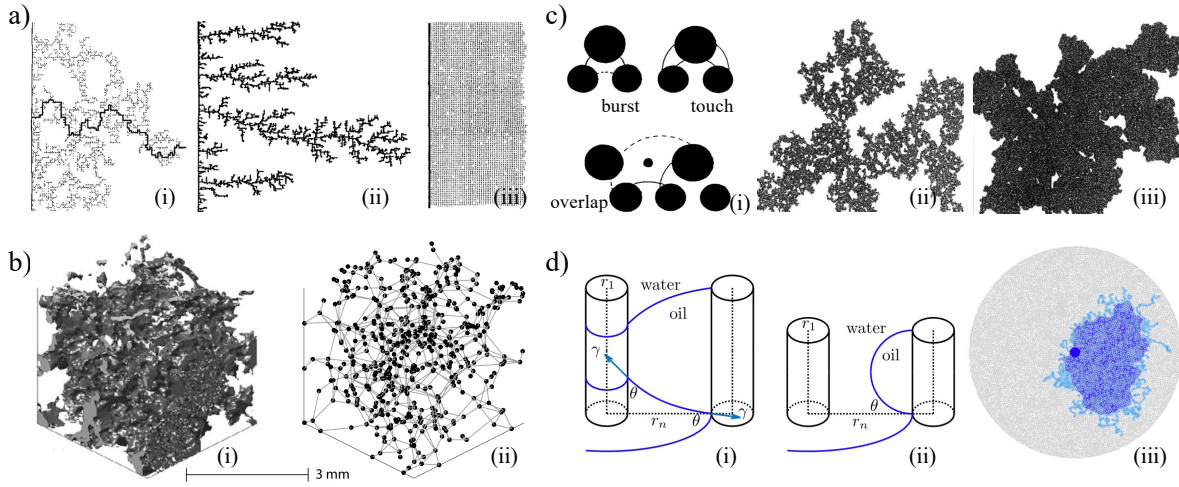 a)
(i)
(ii)
(iii)
b)
(i)
3 mm
(ii)
c)
burst
touch
overlap
(i)
(ii)
(iii)
d)
r₁
water
oil
γ
θ
θ
γ
rₙ
(i)
r₁
water
oil
θ
rₙ
(ii)
(iii)